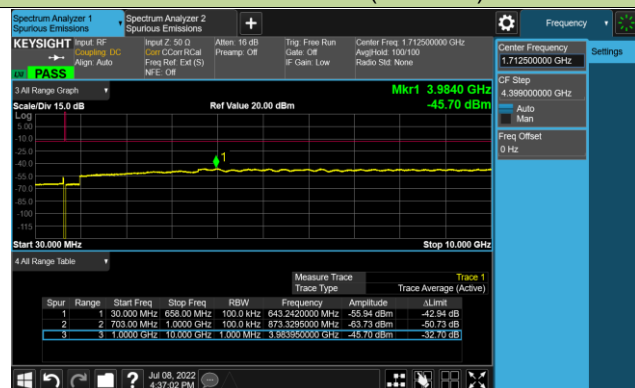 Spectrum Analyzer 1
Spurious Emissions
Spectrum Analyzer 2
Spurious Emissions
+
Frequency
KEYSIGHT
Input: RF
Coupling: DC
Align: Auto
Input Z: 50 Ω
Corr CCorr RCal
Freq Ref: Ext (S)
NFE: Off
Atten: 16 dB
Preamp: Off
Trig: Free Run
Gate: Off
IF Gain: Low
Center Freq: 1.712500000 GHz
Avg|Hold: 100/100
Radio Std: None
PASS
Center Frequency
1.712500000 GHz
Settings
CF Step
4.399000000 GHz
Auto
Man
Freq Offset
0 Hz
3 All Range Graph
Mkr1 3.9840 GHz
Scale/Div 15.0 dB
Ref Value 20.00 dBm
-45.70 dBm
Log
5.00
-10.0
-25.0
-40.0
-55.0
-70.0
-85.0
-100
-115
1
Start 30.000 MHz
Stop 10.000 GHz
4 All Range Table
Measure Trace Trace 1
Trace Type Trace Average (Active)
Spur Range Start Freq Stop Freq RBW Frequency Amplitude ΔLimit
1 1 30.000 MHz 658.00 MHz 100.0 kHz 643.2420000 MHz -55.94 dBm -42.94 dB
2 2 703.00 MHz 1.0000 GHz 100.0 kHz 873.3295000 MHz -63.73 dBm -50.73 dB
3 3 1.0000 GHz 10.000 GHz 1.000 MHz 3.983950000 GHz -45.70 dBm -32.70 dB
?
Jul 08, 2022
4:37:02 PM